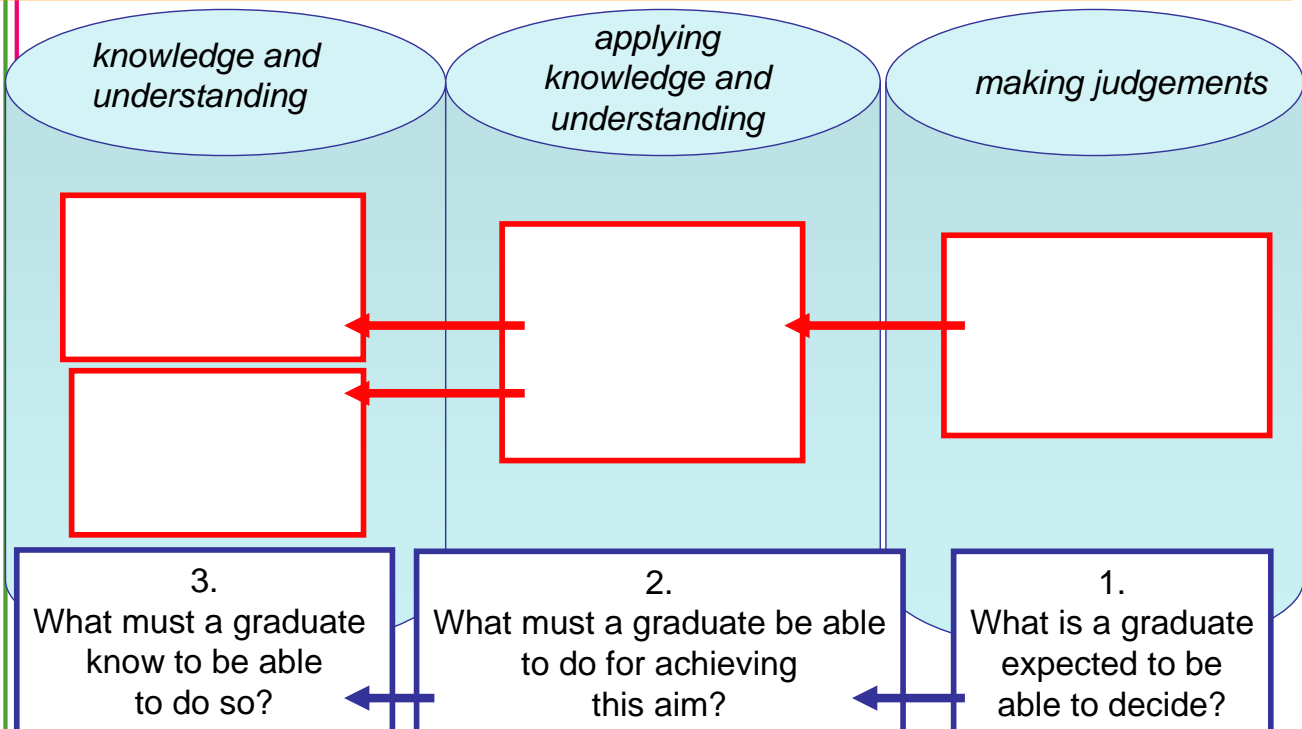 knowledge and
understanding
applying
knowledge and
understanding
making judgements
3.
What must a graduate
know to be able
to do so?
2.
What must a graduate be able
to do for achieving
this aim?
1.
What is a graduate
expected to be
able to decide?